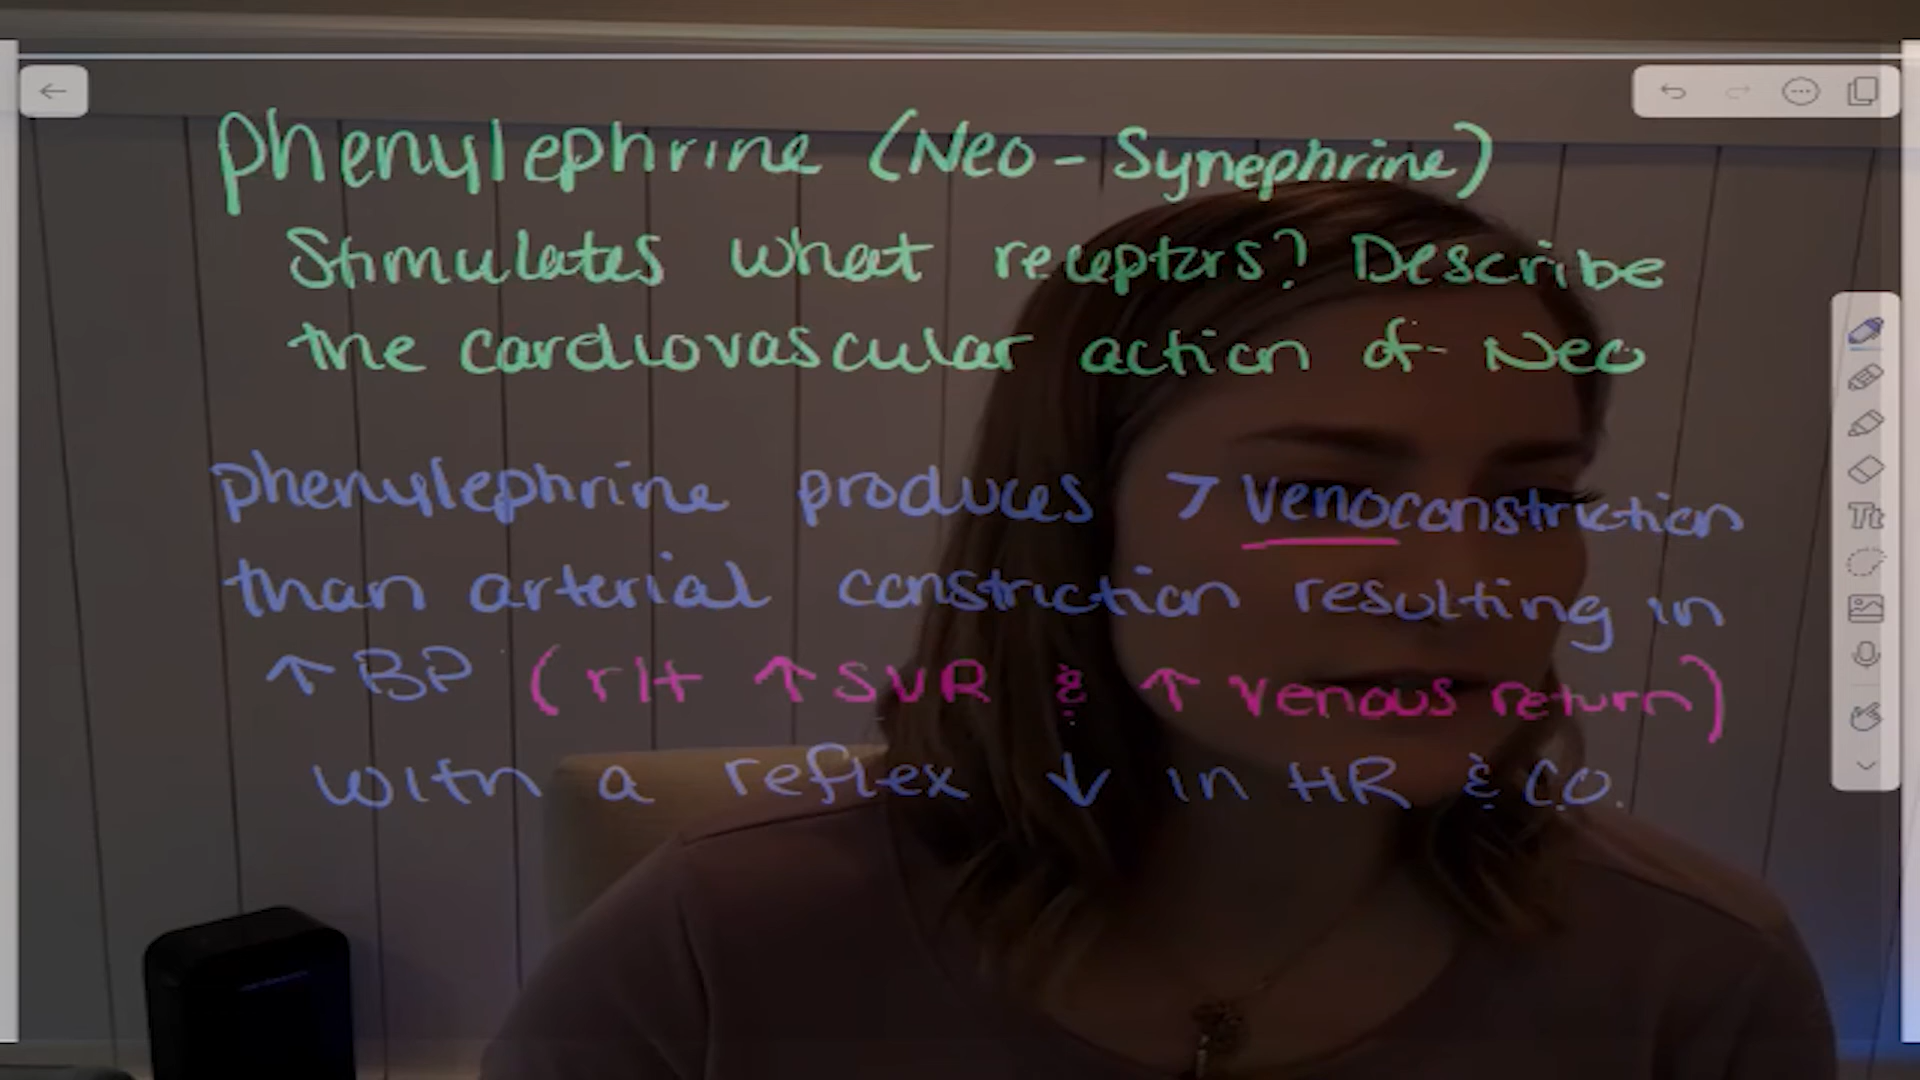 Phenylephrine (Neo-Synephrine)
Stimulates what receptors? Describe
the cardiovascular action of Neo
phenylephrine produces > venoconstriction
than arterial constriction resulting in
↑ BP (r/t ↑ SVR & ↑ venous return)
with a reflex ↓ in HR & C.O.
Tt